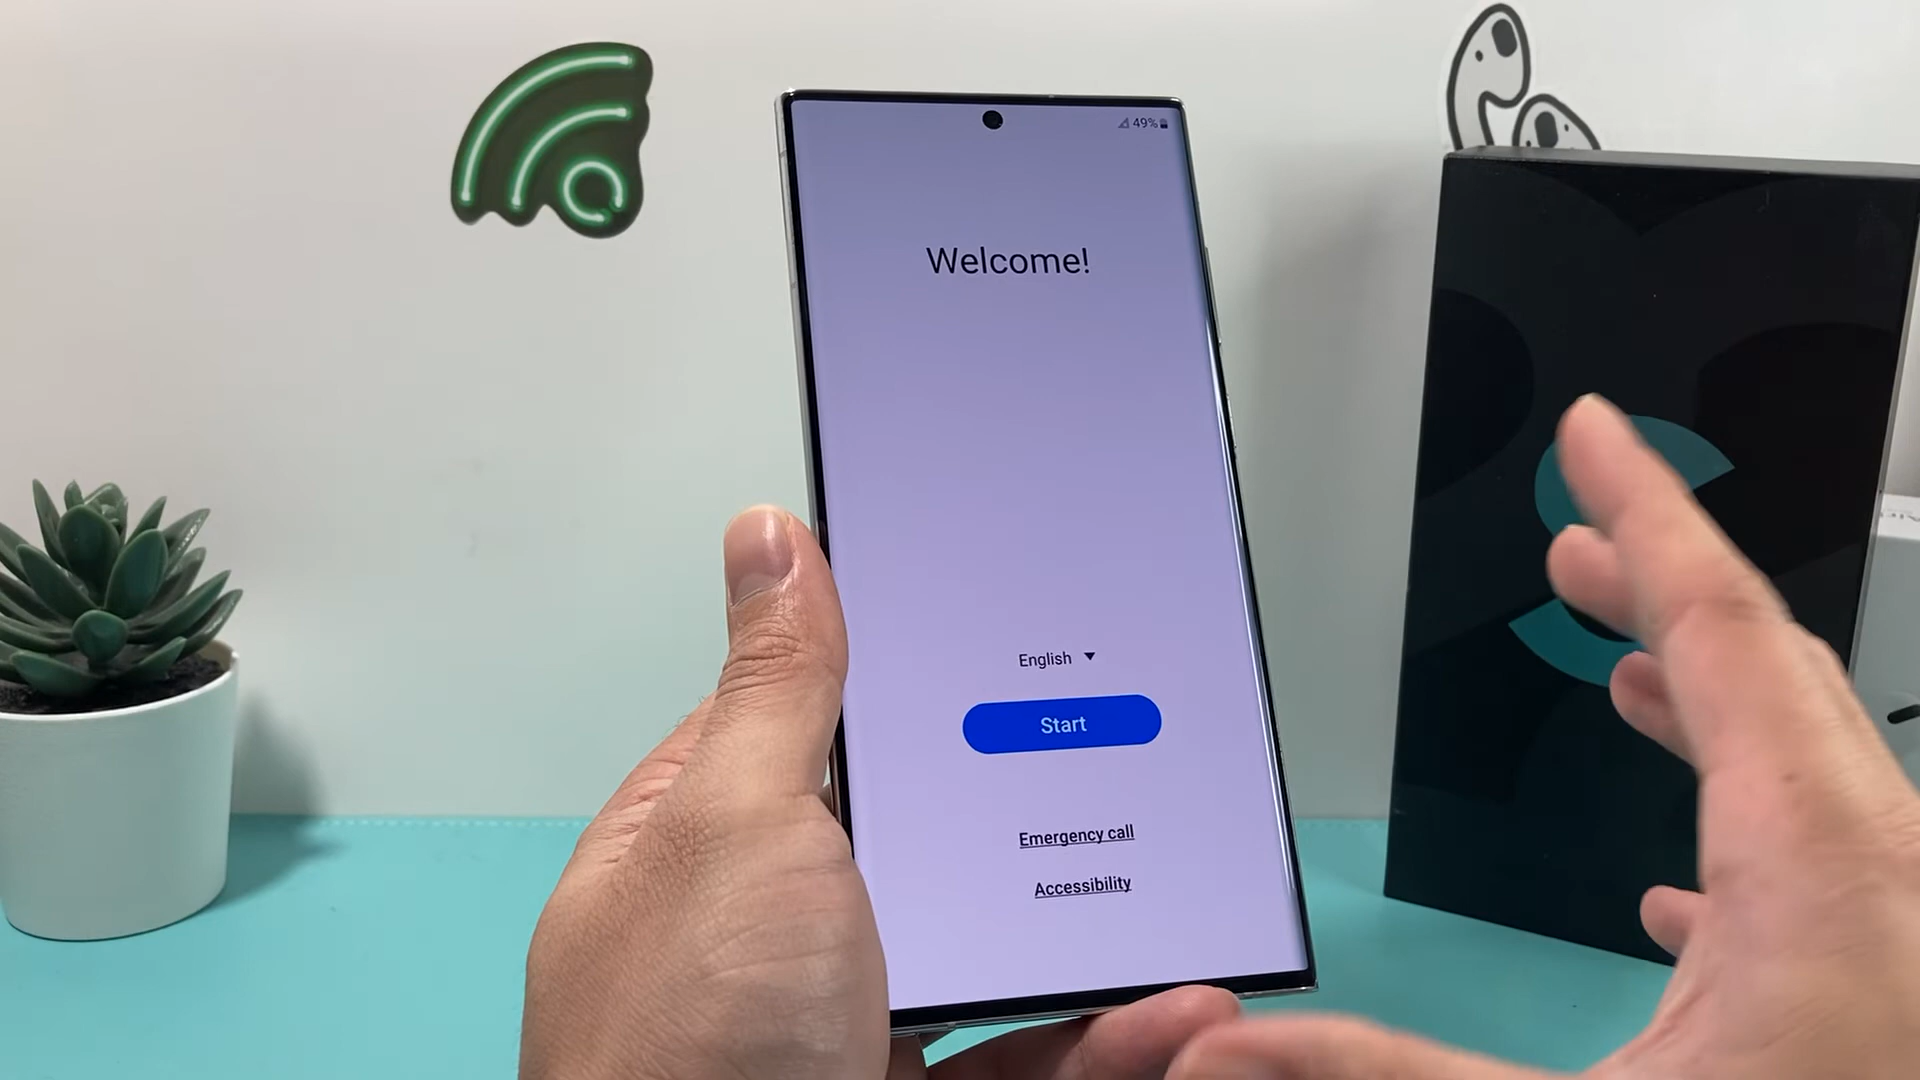 49%
Welcome!
English
Start
Emergency call
Accessibility